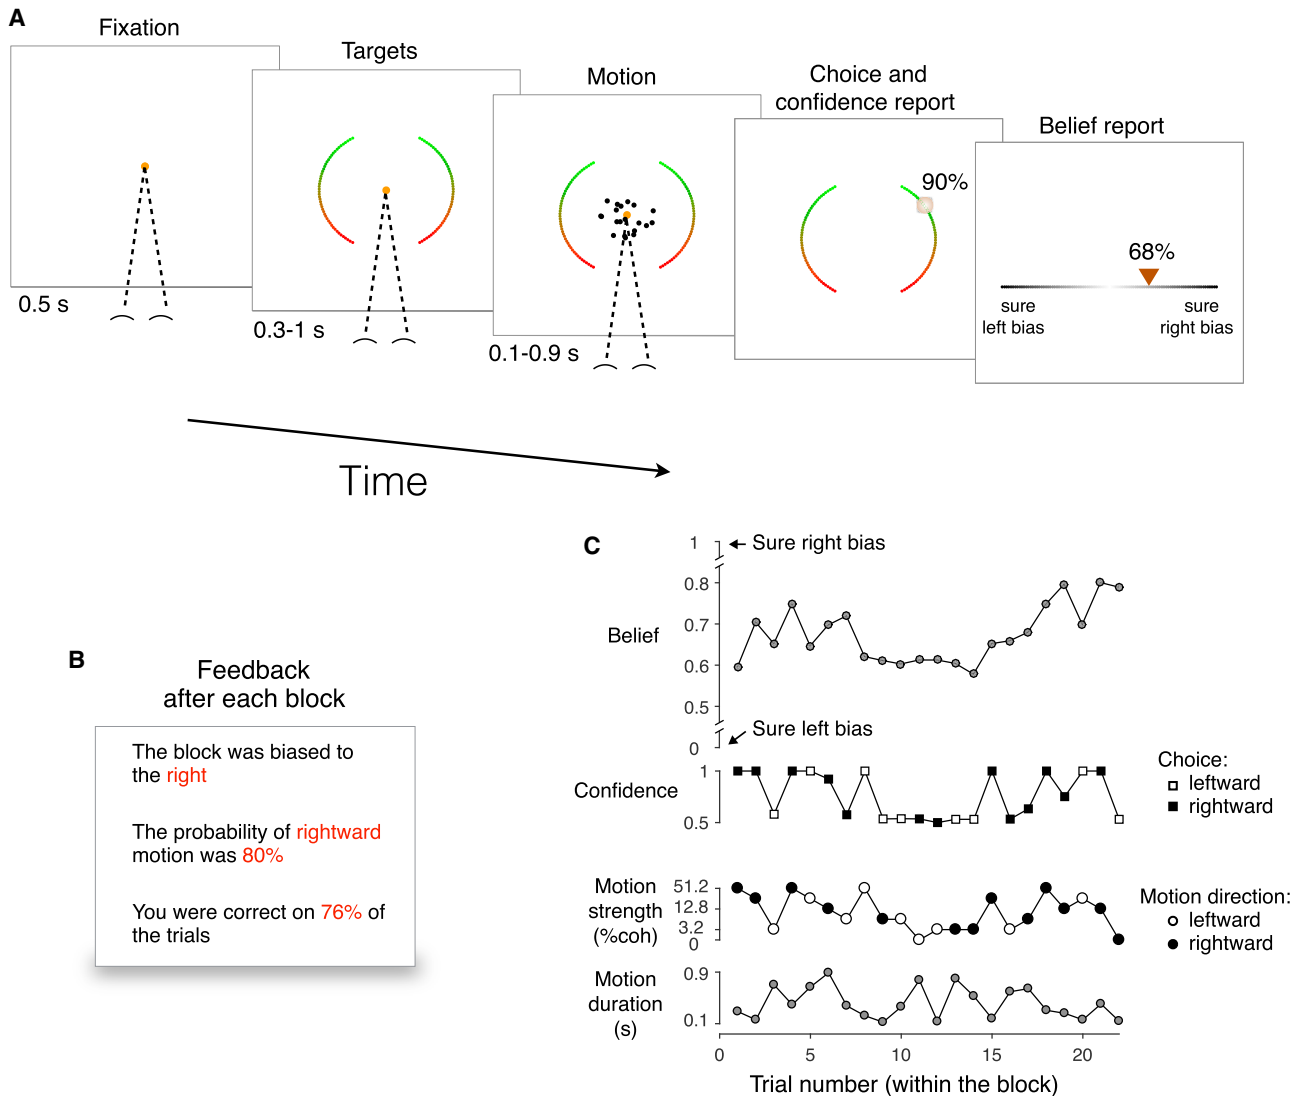 A
Fixation
0.5 s
Targets
0.3-1 s
Motion
0.1-0.9 s
Choice and
confidence report
90%
Belief report
68%
sure
left bias
sure
right bias
Time
B
Feedback
after each block
The block was biased to
the right
The probability of rightward
motion was 80%
You were correct on 76% of
the trials
C
1
Sure right bias
0.8
0.7
0.6
0.5
0
Belief
Sure left bias
Confidence
1
0.5
Choice:
leftward
rightward
Motion
strength
(%coh)
51.2
12.8
3.2
0
Motion direction:
leftward
rightward
Motion
duration
(s)
0.9
0.1
0 5 10 15 20
Trial number (within the block)